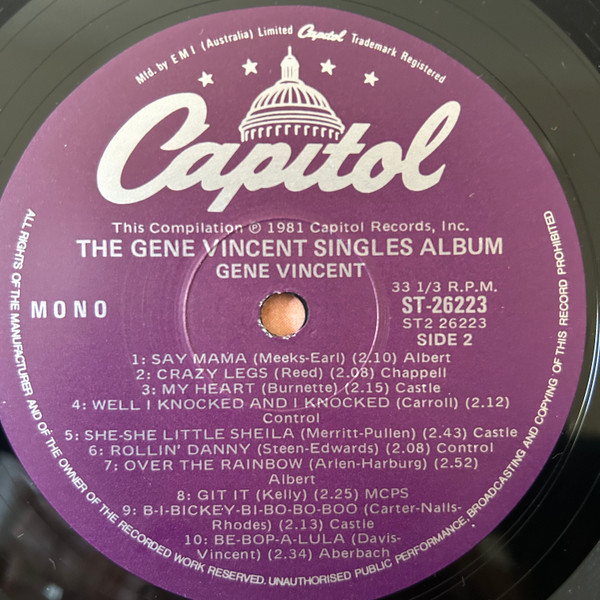 Mfd. by E M I (Australia) Limited Capitol Trademark Registered
Capitol
This Compilation ℗ 1981 Capitol Records, Inc.
THE GENE VINCENT SINGLES ALBUM
GENE VINCENT
33 1/3 R.P.M.
MONO
ST-26223
ST2 26223
SIDE 2
1: SAY MAMA (Meeks-Earl) (2.10) Albert
2: CRAZY LEGS (Reed) (2.08) Chappell
3: MY HEART (Burnette) (2.15) Castle
4: WELL I KNOCKED AND I KNOCKED (Carroll) (2.12)
Control
5: SHE-SHE LITTLE SHEILA (Merritt-Pullen) (2.43) Castle
6: ROLLIN' DANNY (Steen-Edwards) (2.08) Control
7: OVER THE RAINBOW (Arlen-Harburg) (2.52)
Albert
8: GIT IT (Kelly) (2.25) MCPS
9: B-I-BICKEY-BI-BO-BO-BOO (Carter-Nalls-
Rhodes) (2.13) Castle
10: BE-BOP-A-LULA (Davis-
Vincent) (2.34) Aberbach
ALL RIGHTS OF THE MANUFACTURER AND OF THE OWNER OF THE RECORDED WORK RESERVED. UNAUTHORISED PUBLIC PERFORMANCE, BROADCASTING AND COPYING OF THIS RECORD PROHIBITED